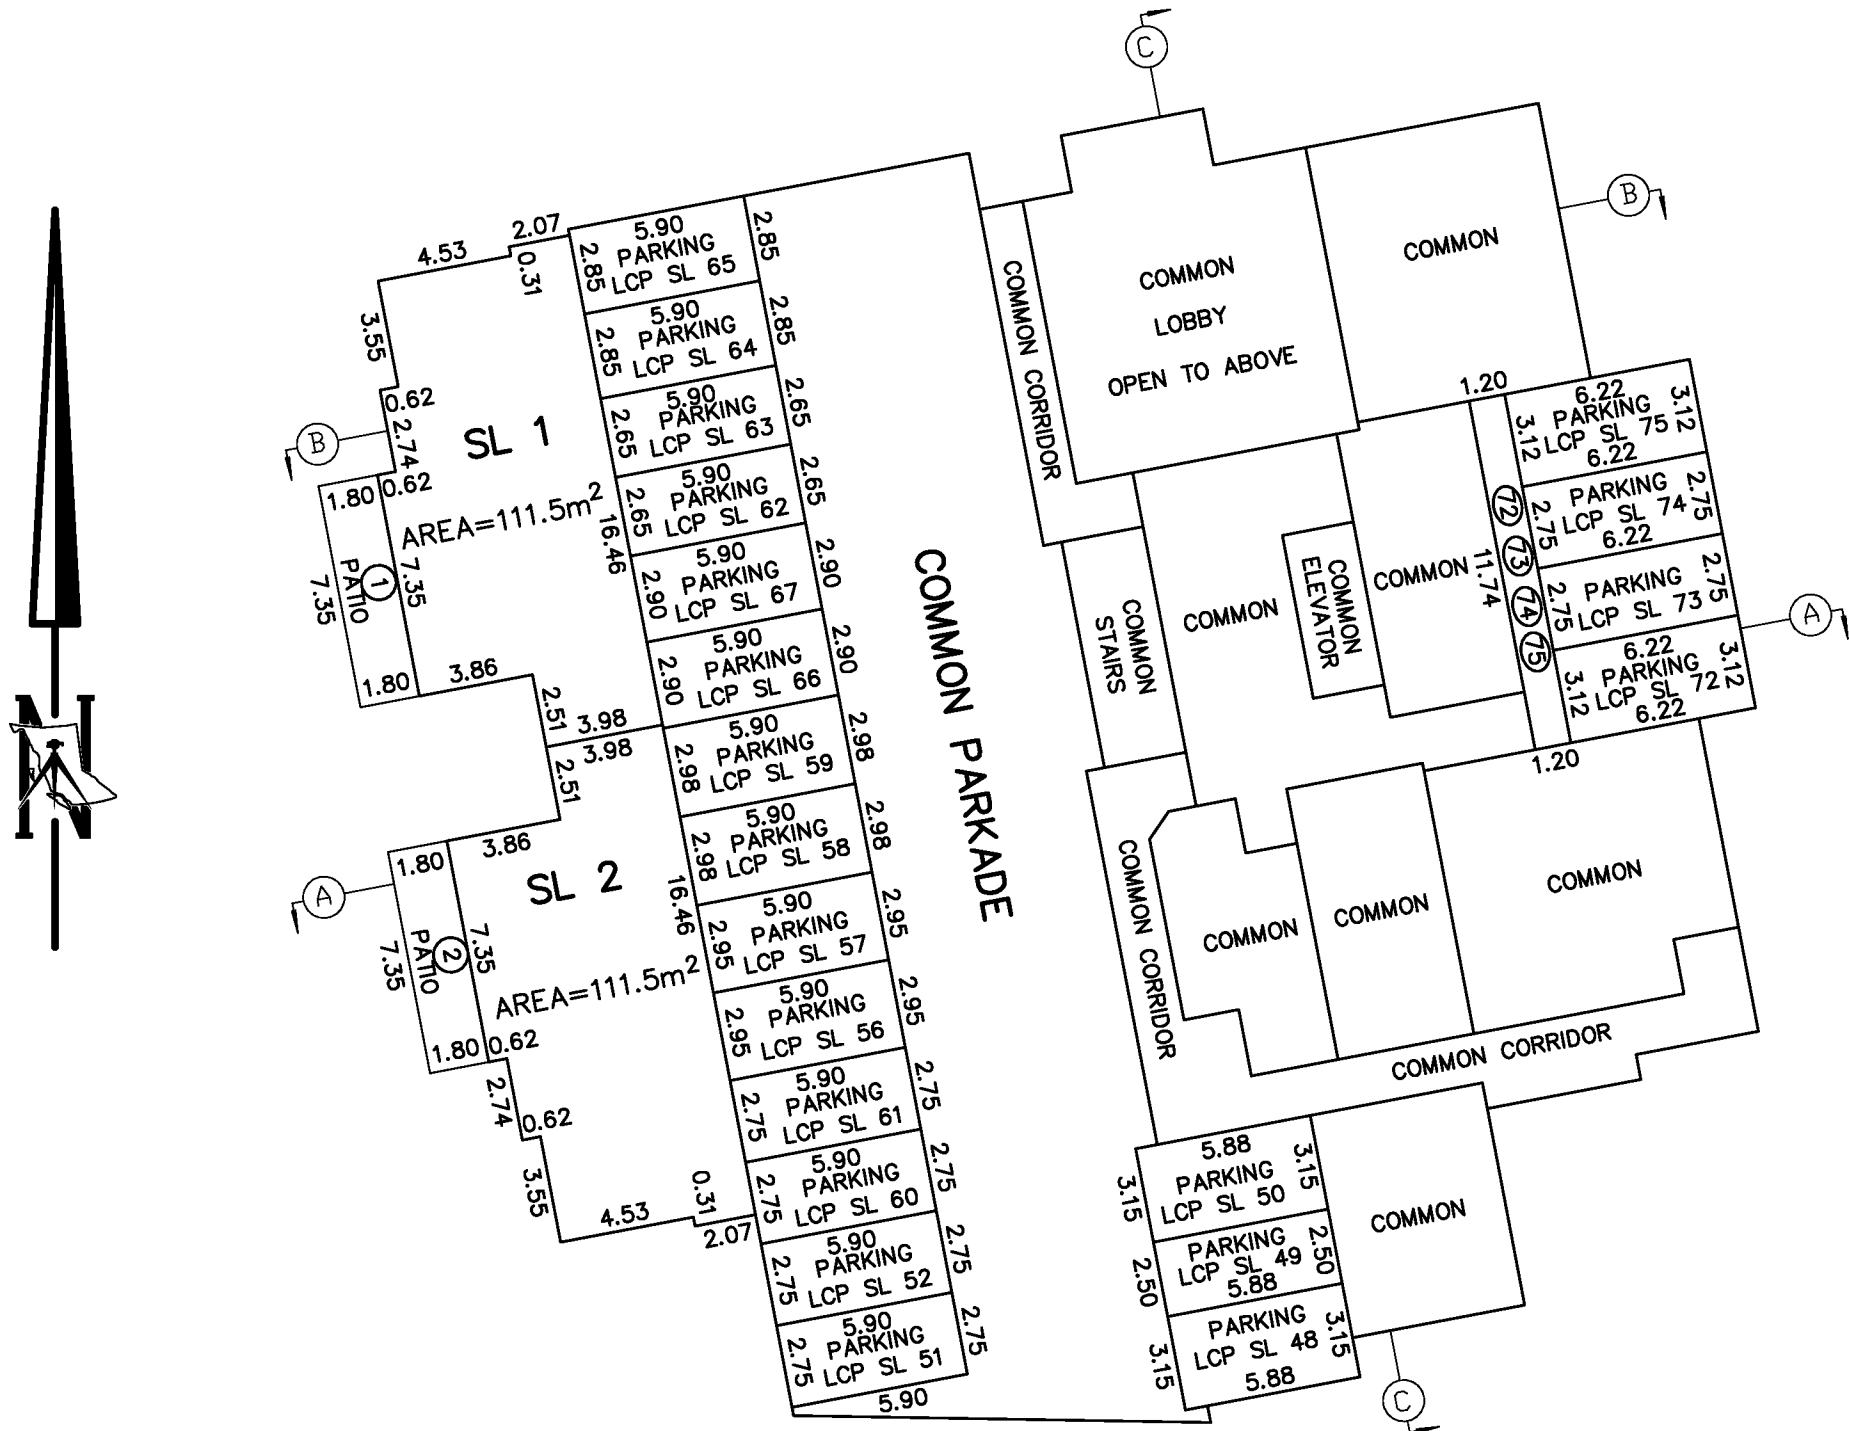 C
B
COMMON
COMMON
LOBBY
OPEN TO ABOVE
COMMON CORRIDOR
4.53
2.07
0.31
3.55
0.62
2.74
0.62
B
SL 1
AREA=111.5m²
16.46
1.80
7.35
PATIO
1
7.35
1.80
3.86
2.51
3.98
3.98
2.51
3.86
1.80
A
SL 2
16.46
7.35
PATIO
2
7.35
AREA=111.5m²
1.80
0.62
2.74
0.62
3.55
4.53
0.31
2.07
5.90
2.85
PARKING
LCP SL 65
2.85
5.90
2.85
PARKING
LCP SL 64
2.85
5.90
2.65
PARKING
LCP SL 63
2.65
5.90
2.65
PARKING
LCP SL 62
2.65
5.90
2.90
PARKING
LCP SL 67
2.90
5.90
2.90
PARKING
LCP SL 66
2.90
5.90
2.98
PARKING
LCP SL 59
2.98
5.90
2.98
PARKING
LCP SL 58
2.98
5.90
2.95
PARKING
LCP SL 57
2.95
5.90
2.95
PARKING
LCP SL 56
2.95
5.90
2.75
PARKING
LCP SL 61
2.75
5.90
2.75
PARKING
LCP SL 60
2.75
5.90
2.75
PARKING
LCP SL 52
2.75
5.90
2.75
PARKING
LCP SL 51
2.75
5.90
COMMON PARKADE
COMMON
STAIRS
COMMON
COMMON
ELEVATOR
COMMON
1.20
11.74
72
73
74
75
6.22
3.12
PARKING
LCP SL 75
3.12
6.22
2.75
PARKING
LCP SL 74
2.75
6.22
2.75
PARKING
LCP SL 73
2.75
6.22
3.12
PARKING
LCP SL 72
3.12
6.22
1.20
A
COMMON CORRIDOR
COMMON
COMMON
COMMON
COMMON CORRIDOR
5.88
3.15
PARKING
LCP SL 50
3.15
2.50
PARKING
LCP SL 49
2.50
5.88
3.15
PARKING
LCP SL 48
3.15
5.88
COMMON
C
N